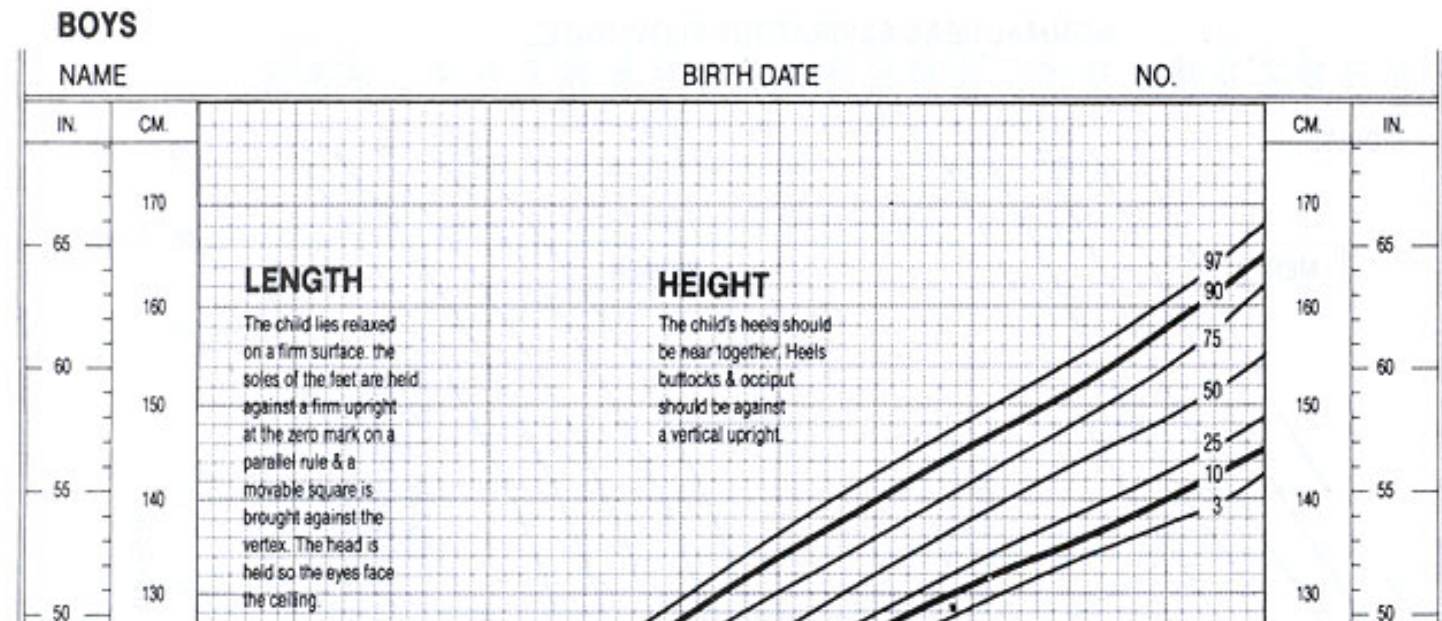 BOYS
NAME BIRTH DATE NO.
IN. CM. CM. IN.
170 170
65 65
97
LENGTH HEIGHT
90
160 160
The child lies relaxed
on a firm surface. the
soles of the feet are held
against a firm upright
at the zero mark on a
parallel rule & a
movable square is
brought against the
vertex. The head is
held so the eyes face
the ceiling.
The child's heels should
be near together. Heels
buttocks & occiput
should be against
a vertical upright.
75
60 60
50
150 150
25
10
55 55
140 140
3
130 130
50 50